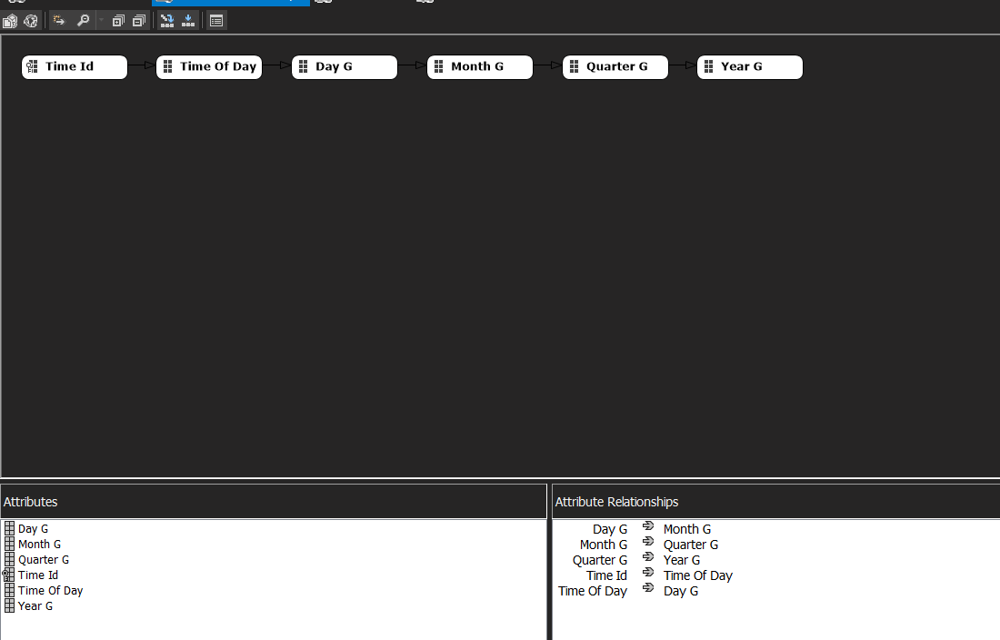 Time Id
Time Of Day
Day G
Month G
Quarter G
Year G
Attributes
Day G
Month G
Quarter G
Time Id
Time Of Day
Year G
Attribute Relationships
Day G Month G
Month G Quarter G
Quarter G Year G
Time Id Time Of Day
Time Of Day Day G